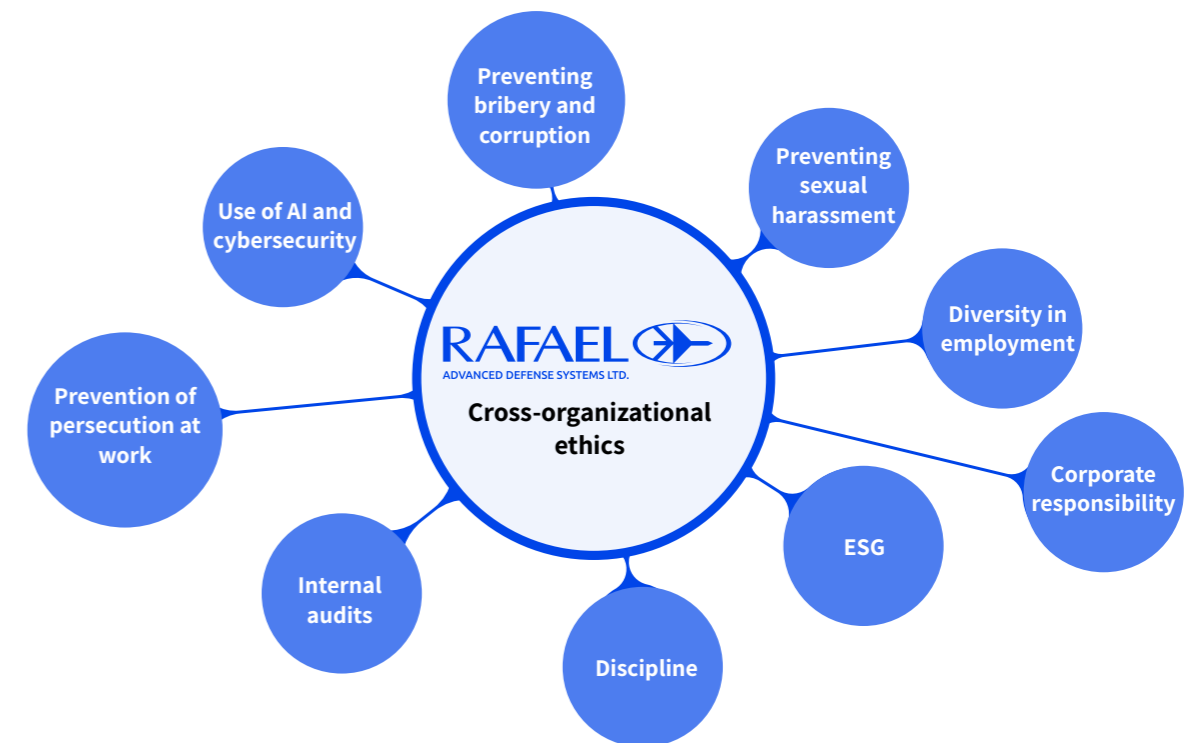 Preventing
bribery and
corruption
Preventing
sexual
harassment
Use of AI and
cybersecurity
Diversity in
employment
RAFAEL
ADVANCED DEFENSE SYSTEMS LTD.
Cross-organizational
ethics
Prevention of
persecution at
work
Corporate
responsibility
ESG
Internal
audits
Discipline